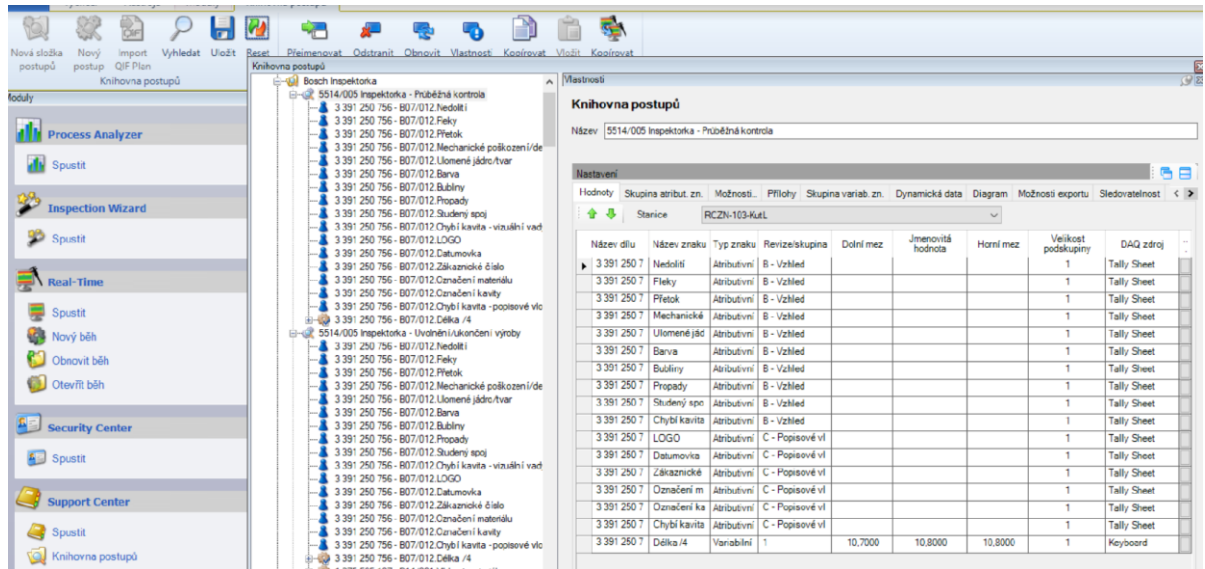 Nová složka postupů
Nový postup
Import QIF Plan
Vyhledat
Uložit
Reset
Přejmenovat
Odstranit
Obnovit
Vlastnosti
Kopírovat
Vložit
Kopírovat
Knihovna postupů
Moduly
Process Analyzer
Spustit
Inspection Wizard
Spustit
Real-Time
Spustit
Nový běh
Obnovit běh
Otevřít běh
Security Center
Spustit
Support Center
Spustit
Knihovna postupů
Knihovna postupů
Bosch Inspektorka
5514/005 Inspektorka - Průběžná kontrola
3 391 250 756 - B07/012.Nedolití
3 391 250 756 - B07/012.Fleky
3 391 250 756 - B07/012.Přetok
3 391 250 756 - B07/012.Mechanické poškození/de
3 391 250 756 - B07/012.Ulomené jádro/tvar
3 391 250 756 - B07/012.Barva
3 391 250 756 - B07/012.Bubliny
3 391 250 756 - B07/012.Propady
3 391 250 756 - B07/012.Studený spoj
3 391 250 756 - B07/012.Chybí kavita - vizuální vad
3 391 250 756 - B07/012.LOGO
3 391 250 756 - B07/012.Datumovka
3 391 250 756 - B07/012.Zákaznické číslo
3 391 250 756 - B07/012.Označení materiálu
3 391 250 756 - B07/012.Označení kavity
3 391 250 756 - B07/012.Chybí kavita - popisové vlo
3 391 250 756 - B07/012.Délka /4
5514/005 Inspektorka - Uvolnění/ukončení výroby
3 391 250 756 - B07/012.Nedolití
3 391 250 756 - B07/012.Fleky
3 391 250 756 - B07/012.Přetok
3 391 250 756 - B07/012.Mechanické poškození/de
3 391 250 756 - B07/012.Ulomené jádro/tvar
3 391 250 756 - B07/012.Barva
3 391 250 756 - B07/012.Bubliny
3 391 250 756 - B07/012.Propady
3 391 250 756 - B07/012.Studený spoj
3 391 250 756 - B07/012.Chybí kavita - vizuální vad
3 391 250 756 - B07/012.LOGO
3 391 250 756 - B07/012.Datumovka
3 391 250 756 - B07/012.Zákaznické číslo
3 391 250 756 - B07/012.Označení materiálu
3 391 250 756 - B07/012.Označení kavity
3 391 250 756 - B07/012.Chybí kavita - popisové vlo
3 391 250 756 - B07/012.Délka /4
Vlastnosti
Knihovna postupů
Název 5514/005 Inspektorka - Průběžná kontrola
Nastavení
Hodnoty Skupina atribut. zn. Možnosti... Přílohy Skupina variab. zn. Dynamická data Diagram Možnosti exportu Sledovatelnost
Stanice RCZN-103-KutL
Název dílu Název znaku Typ znaku Revize/skupina Dolní mez Jmenovitá hodnota Horní mez Velikost podskupiny DAQ zdroj
3 391 250 7 Nedolití Atributivní B - Vzhled 1 Tally Sheet
3 391 250 7 Fleky Atributivní B - Vzhled 1 Tally Sheet
3 391 250 7 Přetok Atributivní B - Vzhled 1 Tally Sheet
3 391 250 7 Mechanické Atributivní B - Vzhled 1 Tally Sheet
3 391 250 7 Ulomené jád Atributivní B - Vzhled 1 Tally Sheet
3 391 250 7 Barva Atributivní B - Vzhled 1 Tally Sheet
3 391 250 7 Bubliny Atributivní B - Vzhled 1 Tally Sheet
3 391 250 7 Propady Atributivní B - Vzhled 1 Tally Sheet
3 391 250 7 Studený spo Atributivní B - Vzhled 1 Tally Sheet
3 391 250 7 Chybí kavita Atributivní B - Vzhled 1 Tally Sheet
3 391 250 7 LOGO Atributivní C - Popisové vl 1 Tally Sheet
3 391 250 7 Datumovka Atributivní C - Popisové vl 1 Tally Sheet
3 391 250 7 Zákaznické Atributivní C - Popisové vl 1 Tally Sheet
3 391 250 7 Označení m Atributivní C - Popisové vl 1 Tally Sheet
3 391 250 7 Označení ka Atributivní C - Popisové vl 1 Tally Sheet
3 391 250 7 Chybí kavita Atributivní C - Popisové vl 1 Tally Sheet
3 391 250 7 Délka /4 Variabilní 1 10,7000 10,8000 10,8000 1 Keyboard